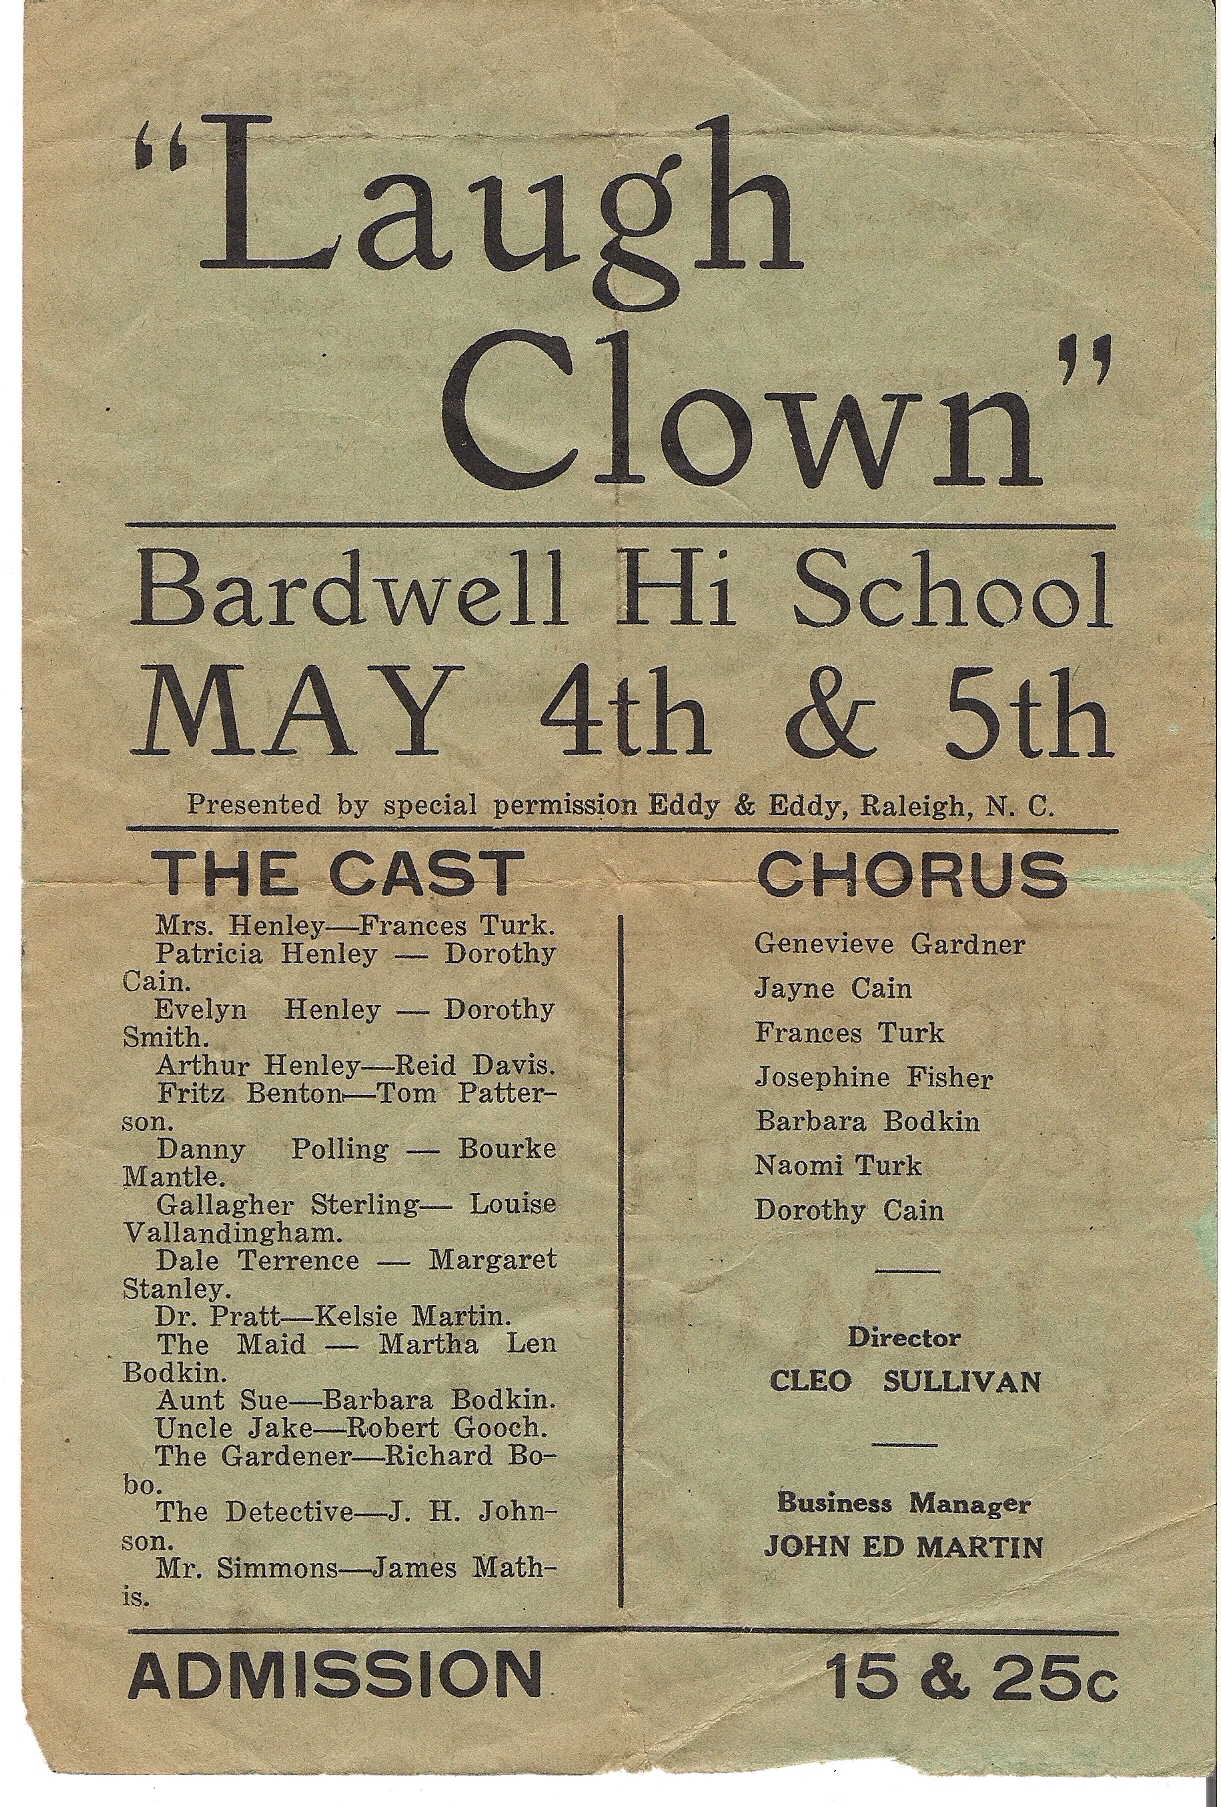 “Laugh
Clown”
Bardwell Hi School
MAY 4th & 5th
Presented by special permission Eddy & Eddy, Raleigh, N. C.
THE CAST
Mrs. Henley—Frances Turk.
Patricia Henley — Dorothy
Cain.
Evelyn Henley — Dorothy
Smith.
Arthur Henley—Reid Davis.
Fritz Benton—Tom Patter-
son.
Danny Polling — Bourke
Mantle.
Gallagher Sterling— Louise
Vallandingham.
Dale Terrence — Margaret
Stanley.
Dr. Pratt—Kelsie Martin.
The Maid — Martha Len
Bodkin.
Aunt Sue—Barbara Bodkin.
Uncle Jake—Robert Gooch.
The Gardener—Richard Bo-
bo.
The Detective—J. H. John-
son.
Mr. Simmons—James Math-
is.
CHORUS
Genevieve Gardner
Jayne Cain
Frances Turk
Josephine Fisher
Barbara Bodkin
Naomi Turk
Dorothy Cain
Director
CLEO SULLIVAN
Business Manager
JOHN ED MARTIN
ADMISSION 15 & 25c